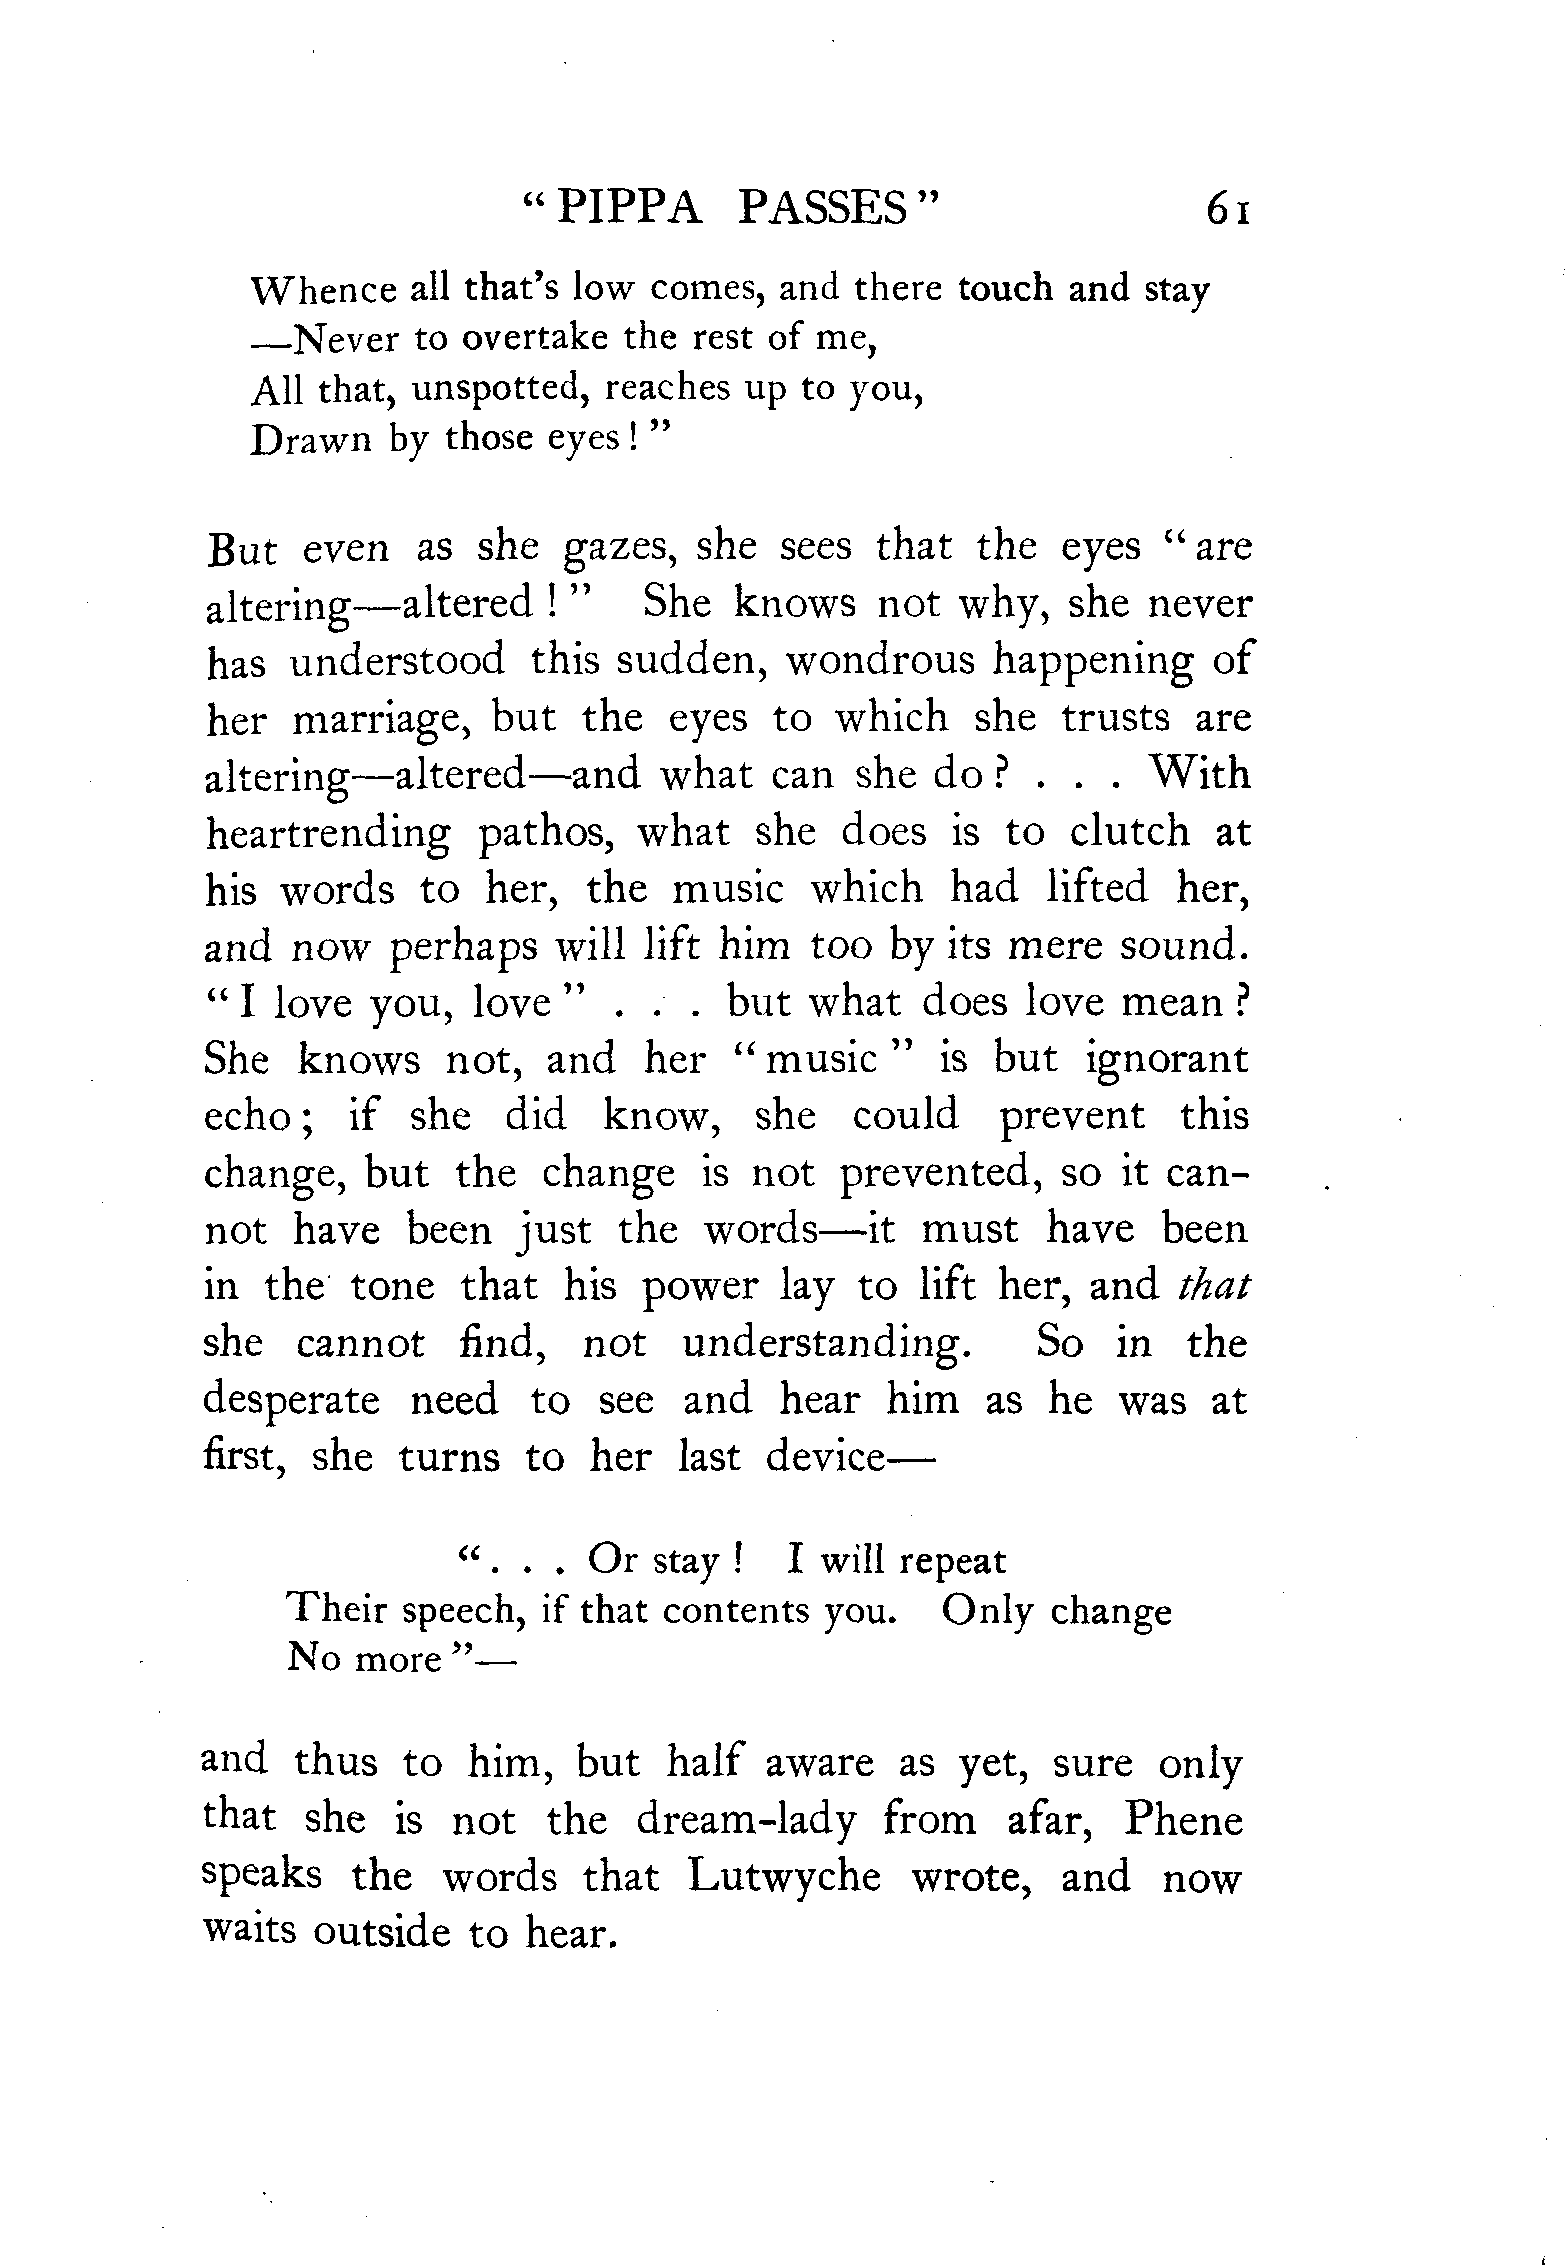 “PIPPA PASSES” 61
Whence all that’s low comes, and there touch and stay
—Never to overtake the rest of me,
All that, unspotted, reaches up to you,
Drawn by those eyes ! ”
But even as she gazes, she sees that the eyes “ are
altering—altered ! ” She knows not why, she never
has understood this sudden, wondrous happening of
her marriage, but the eyes to which she trusts are
altering—altered—and what can she do ? . . . With
heartrending pathos, what she does is to clutch at
his words to her, the music which had lifted her,
and now perhaps will lift him too by its mere sound.
“ I love you, love ” . . . but what does love mean ?
She knows not, and her “ music ” is but ignorant
echo ; if she did know, she could prevent this
change, but the change is not prevented, so it can-
not have been just the words—it must have been
in the tone that his power lay to lift her, and that
she cannot find, not understanding. So in the
desperate need to see and hear him as he was at
first, she turns to her last device—
“ . . . Or stay ! I will repeat
Their speech, if that contents you. Only change
No more ”—
and thus to him, but half aware as yet, sure only
that she is not the dream-lady from afar, Phene
speaks the words that Lutwyche wrote, and now
waits outside to hear.